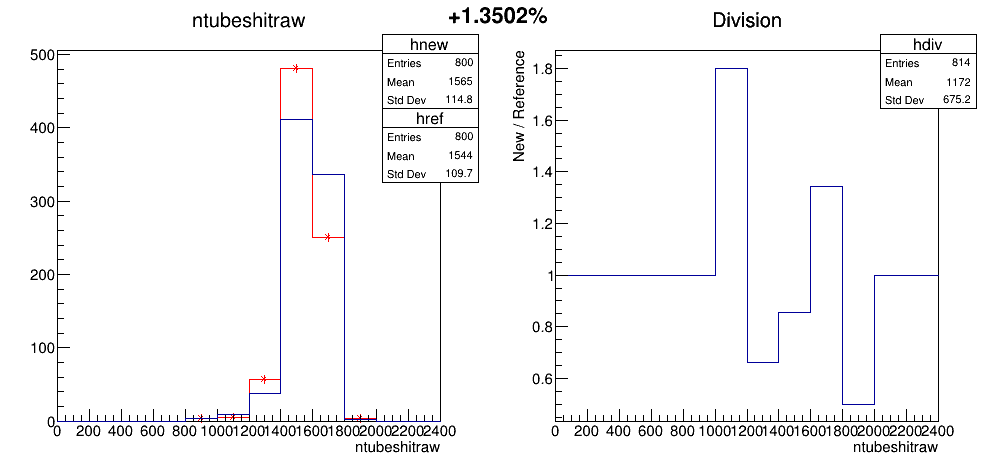 +1.3502%
ntubeshitraw
hnew
Entries 800
Mean 1565
Std Dev 114.8
href
Entries 800
Mean 1544
Std Dev 109.7
500
400
300
200
100
0
0 200 400 600 800 1000 1200 1400 1600 1800 2000 2200 2400
ntubeshitraw
Division
hdiv
Entries 814
Mean 1172
Std Dev 675.2
New / Reference
1.8
1.6
1.4
1.2
1
0.8
0.6
0 200 400 600 800 1000 1200 1400 1600 1800 2000 2200 2400
ntubeshitraw